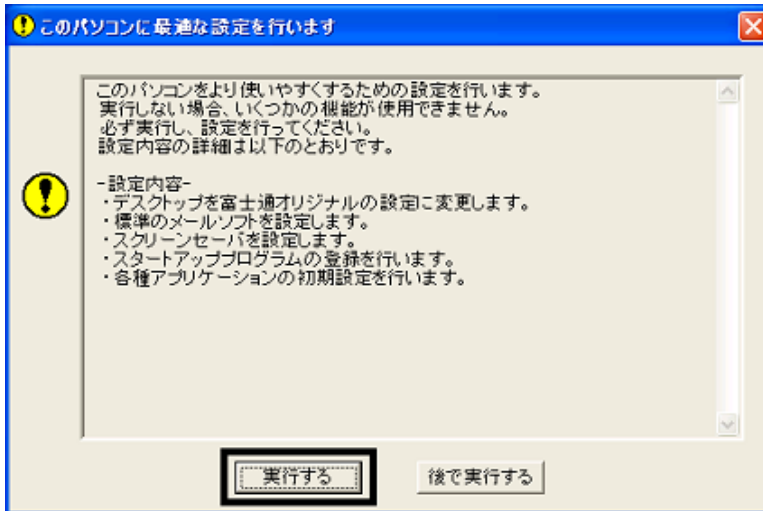 このパソコンに最適な設定を行います
このパソコンをより使いやすくするための設定を行います。
実行しない場合、いくつかの機能が使用できません。
必ず実行し、設定を行ってください。
設定内容の詳細は以下のとおりです。
-設定内容-
・デスクトップを富士通オリジナルの設定に変更します。
・標準のメールソフトを設定します。
・スクリーンセーバを設定します。
・スタートアッププログラムの登録を行います。
・各種アプリケーションの初期設定を行います。
実行する
後で実行する